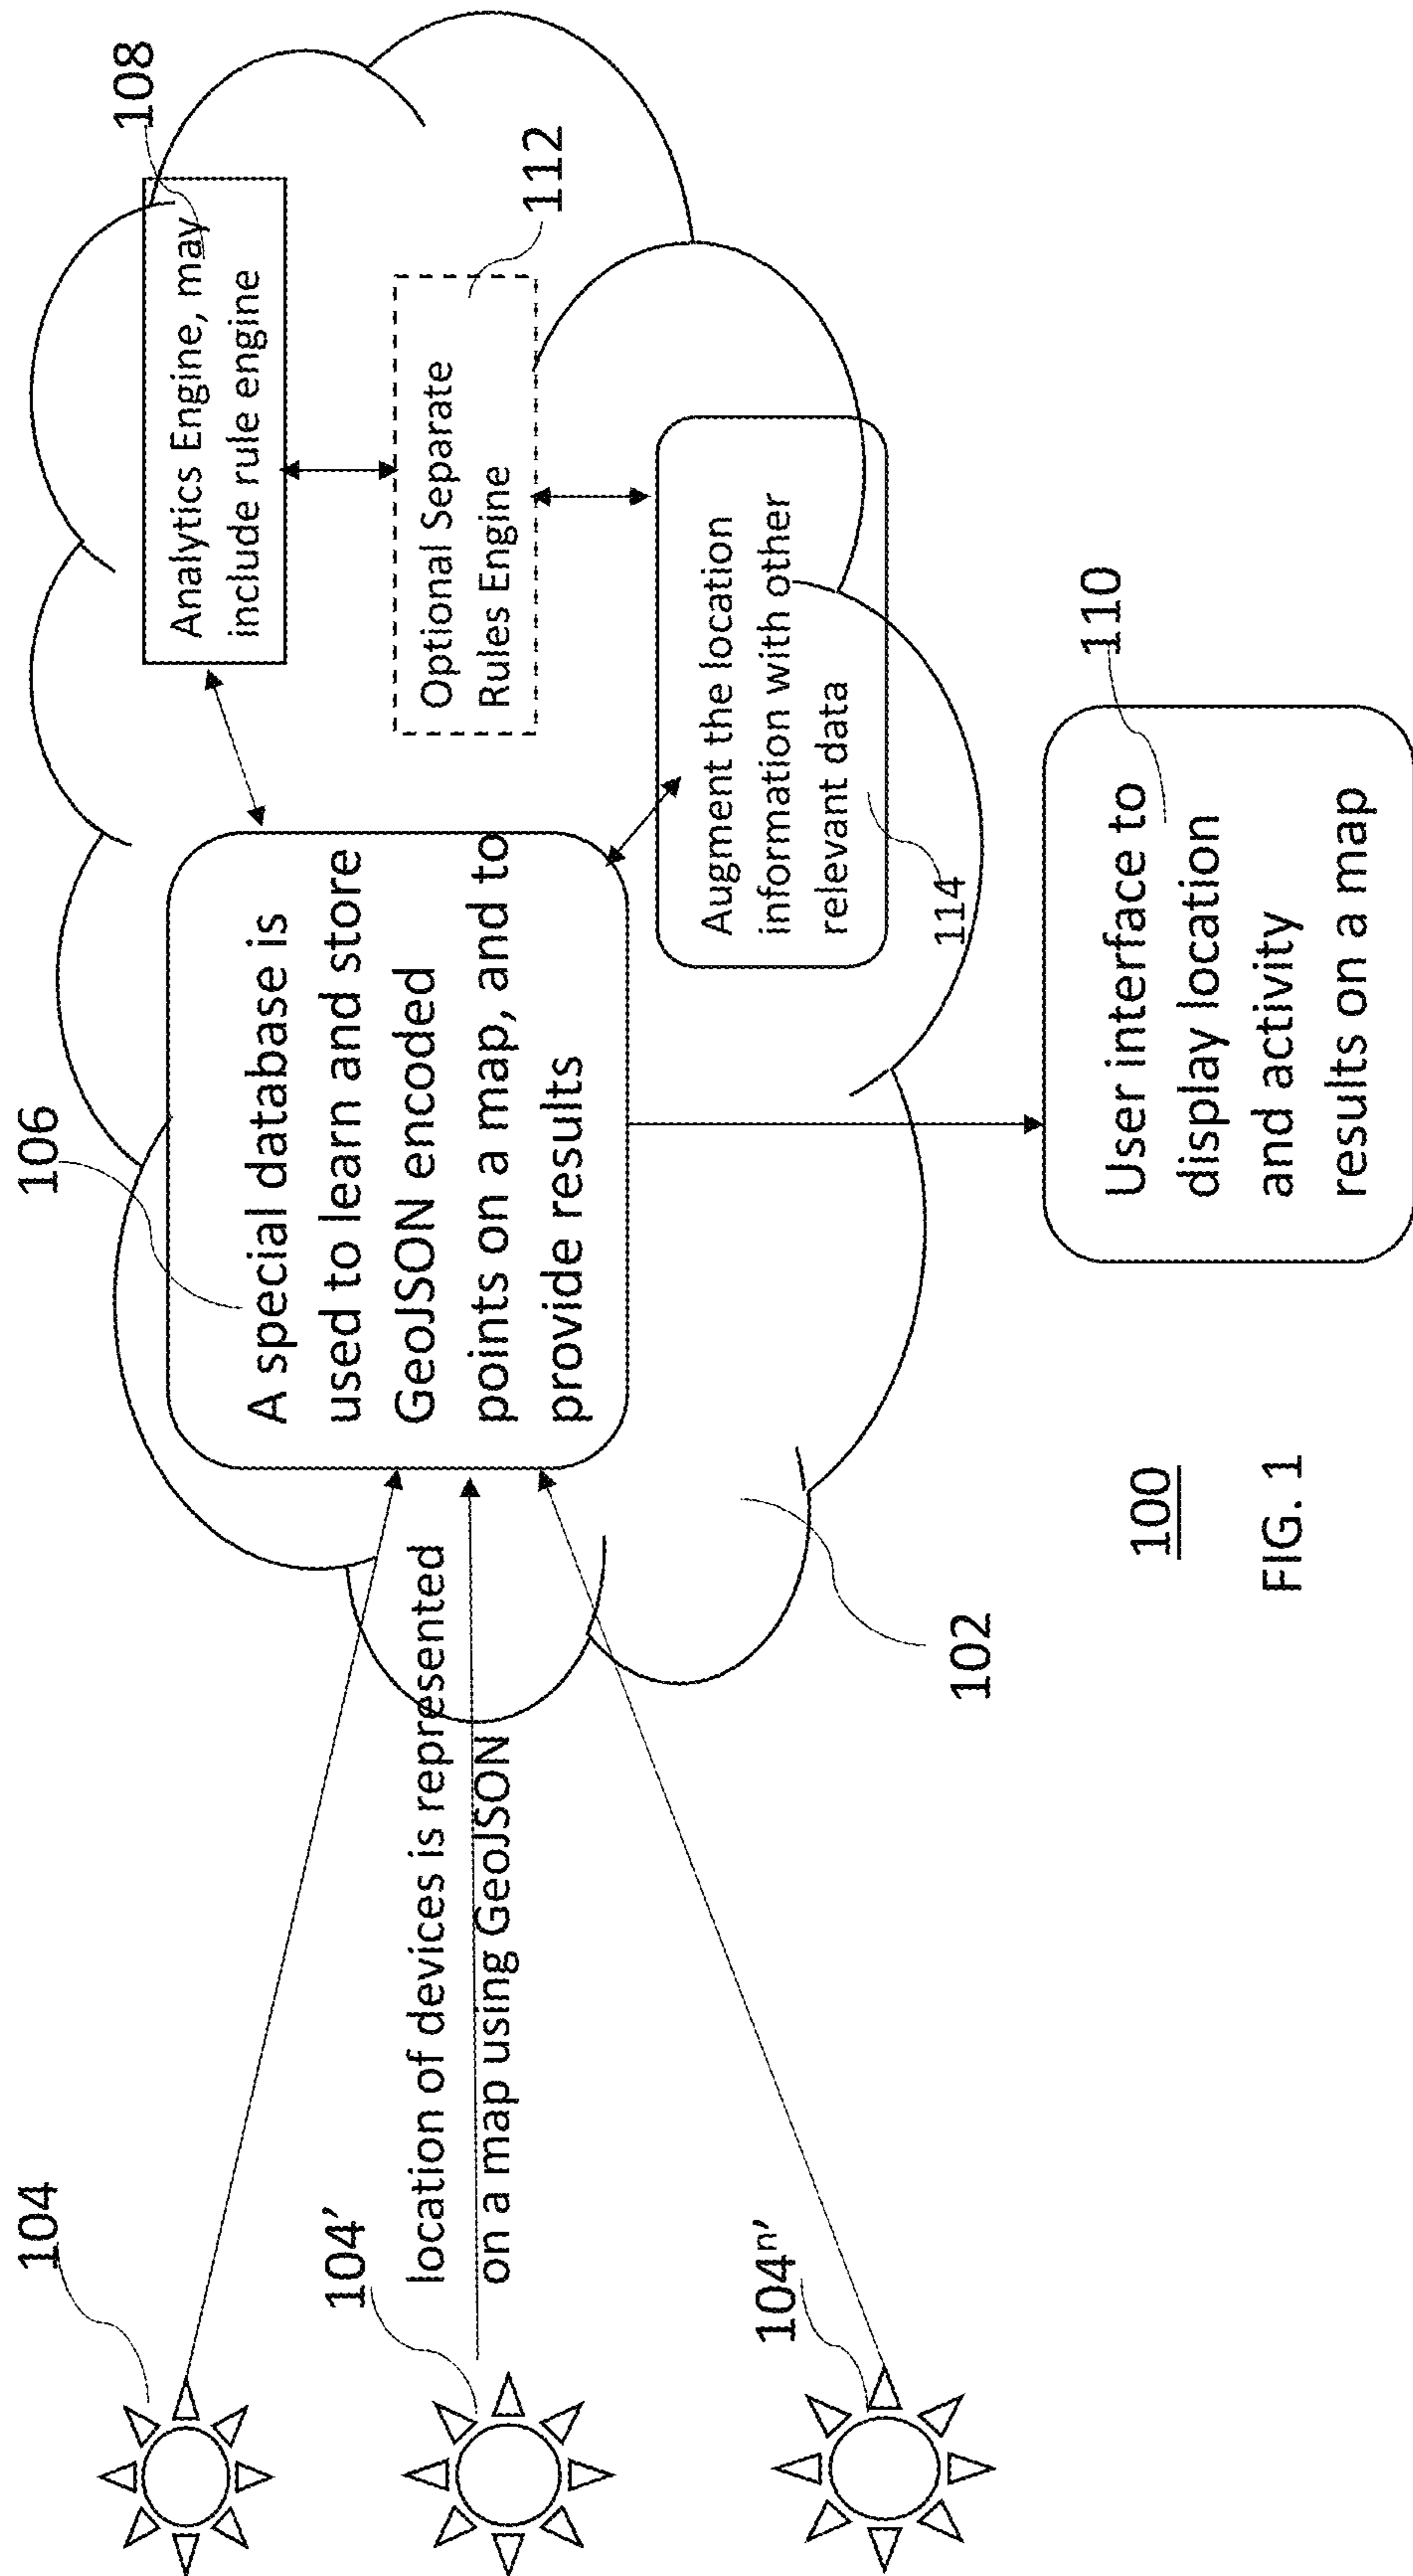 104
104'
104ⁿ'
location of devices is represented
on a map using GeoJSON
106
A special database is
used to learn and store
GeoJSON encoded
points on a map, and to
provide results
108
Analytics Engine, may
include rule engine
112
Optional Separate
Rules Engine
Augment the location
information with other
relevant data
114
110
User interface to
display location
and activity
results on a map
102
100
FIG. 1